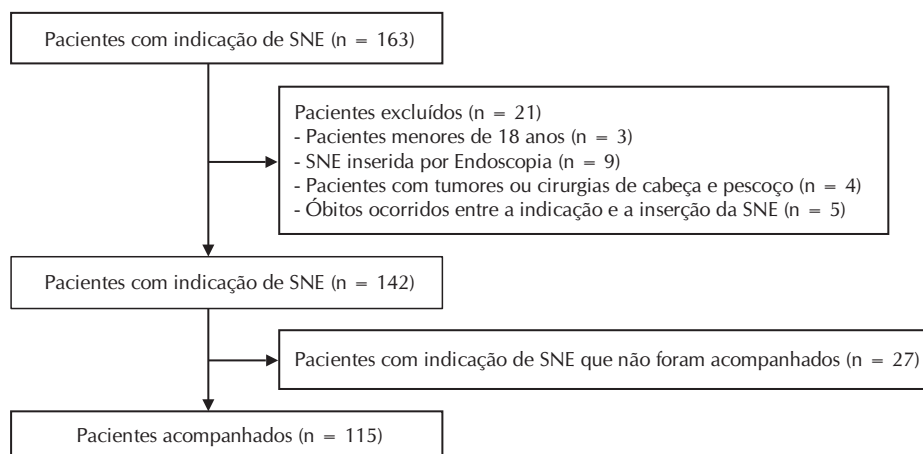 Pacientes com indicação de SNE (n = 163)
Pacientes excluídos (n = 21)
- Pacientes menores de 18 anos (n = 3)
- SNE inserida por Endoscopia (n = 9)
- Pacientes com tumores ou cirurgias de cabeça e pescoço (n = 4)
- Óbitos ocorridos entre a indicação e a inserção da SNE (n = 5)
Pacientes com indicação de SNE (n = 142)
Pacientes com indicação de SNE que não foram acompanhados (n = 27)
Pacientes acompanhados (n = 115)